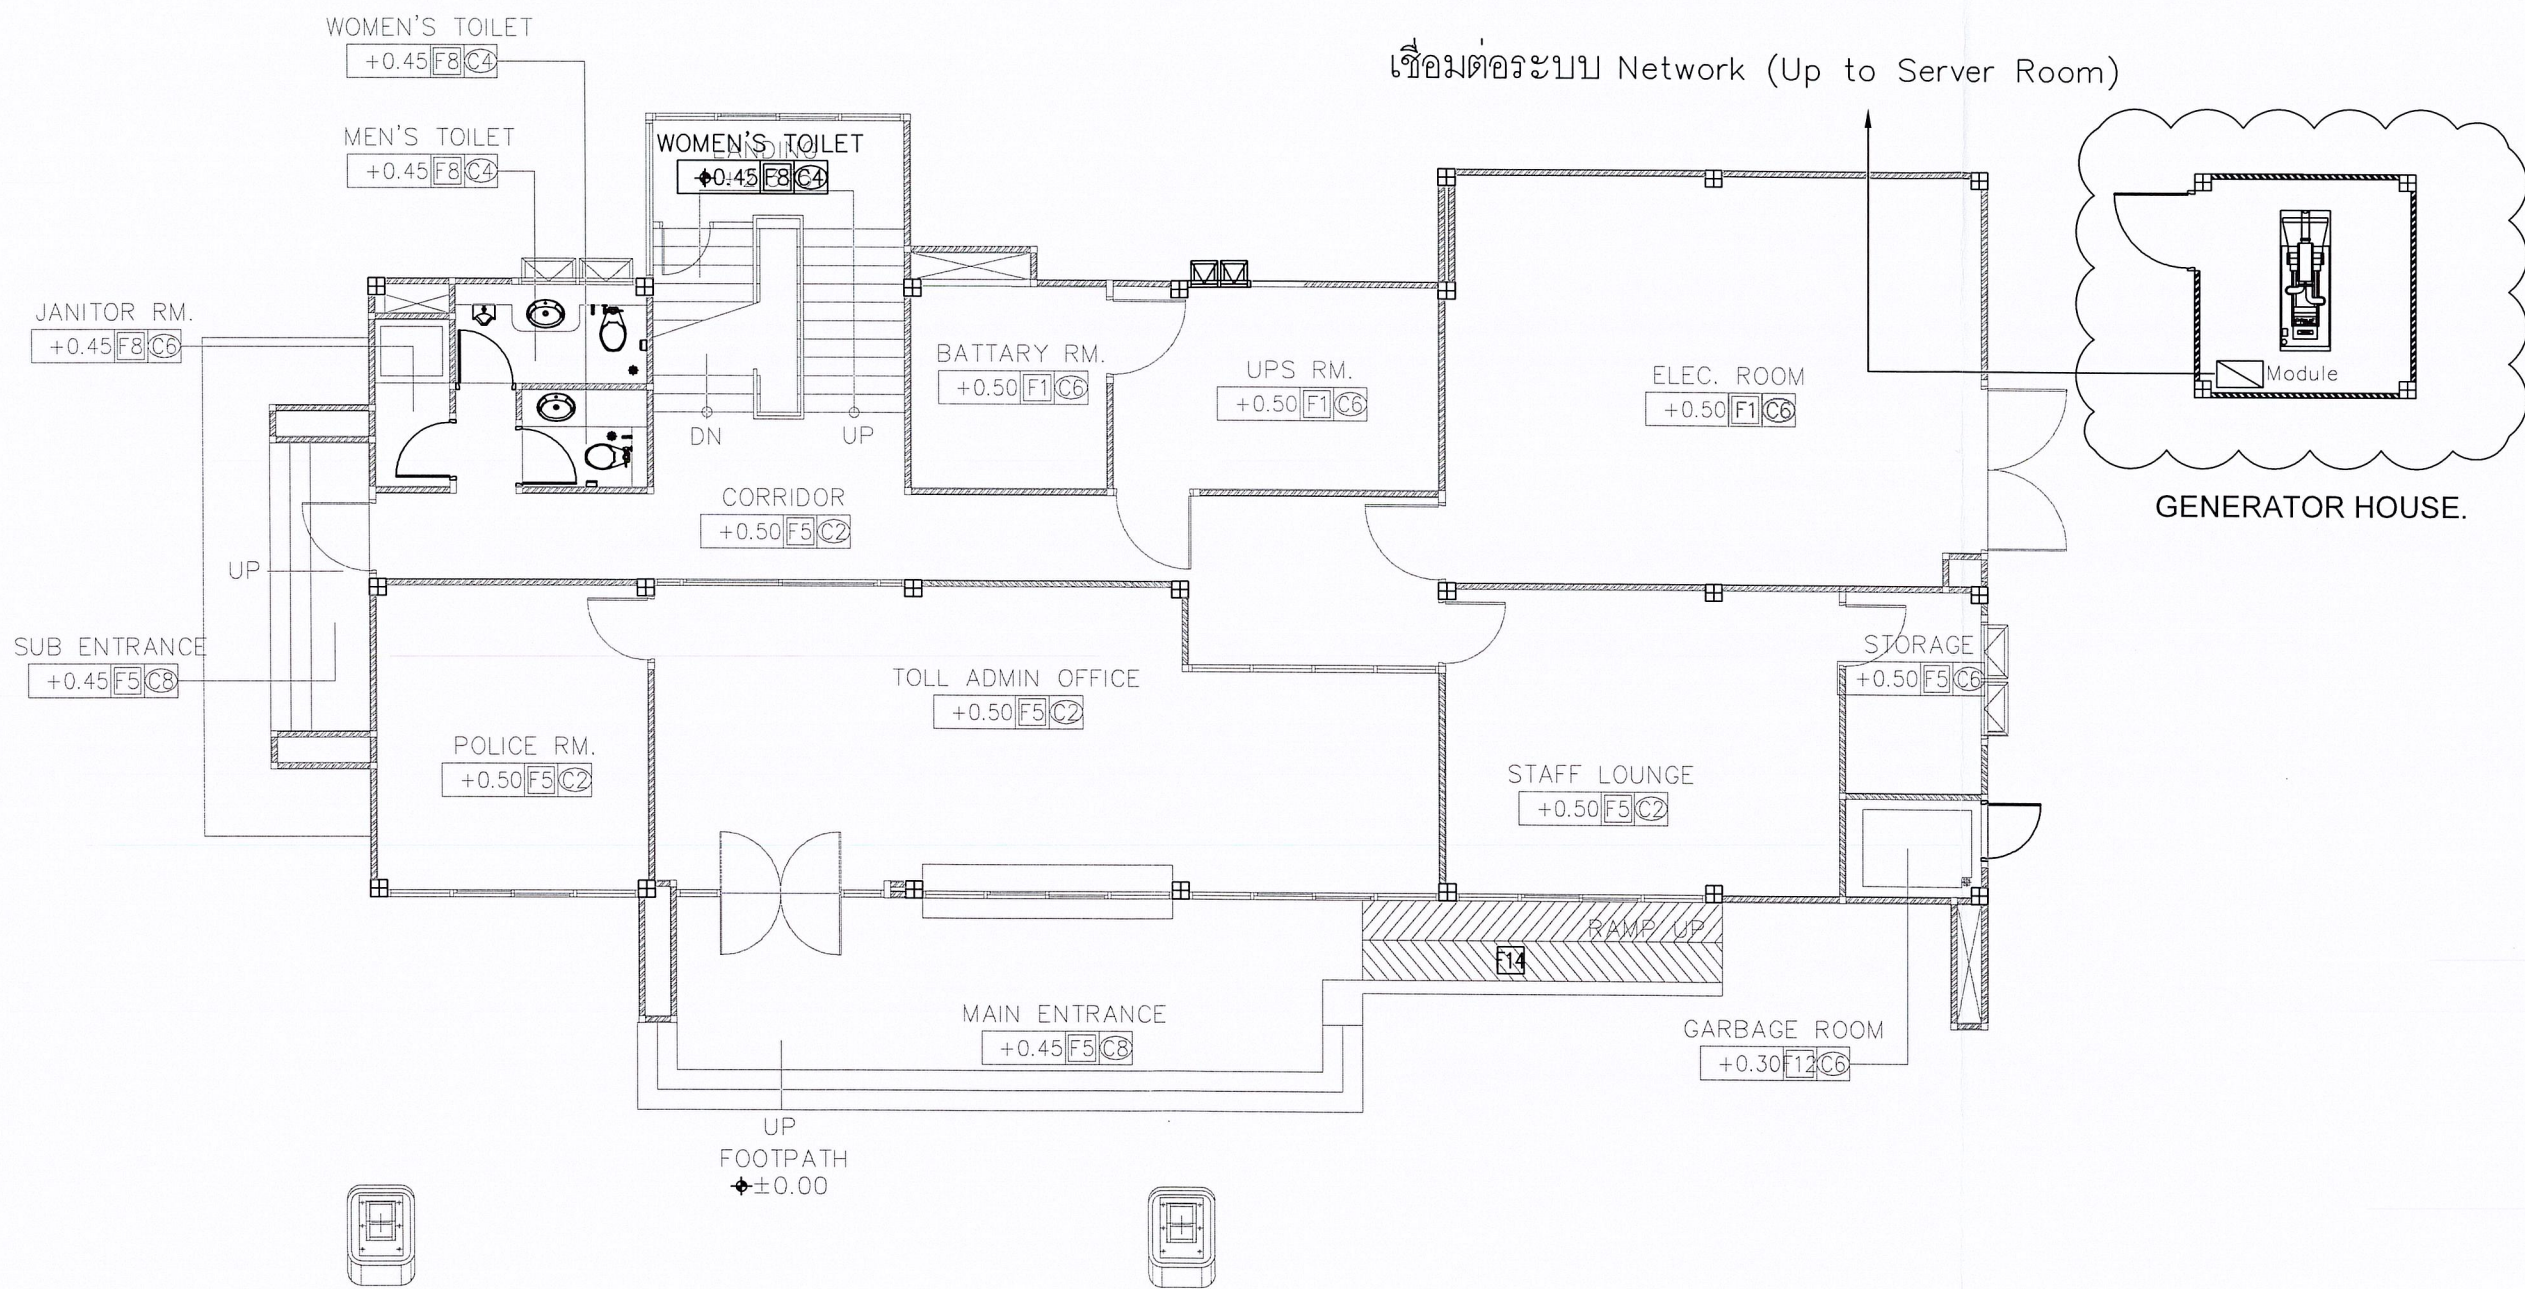 WOMEN'S TOILET
+0.45 F8 C4
เชื่อมต่อระบบ Network (Up to Server Room)
MEN'S TOILET
+0.45 F8 C4
WOMEN'S TOILET
LANDING
+0.45 F8 C4
JANITOR RM.
+0.45 F8 C6
BATTARY RM.
+0.50 F1 C6
UPS RM.
+0.50 F1 C6
ELEC. ROOM
+0.50 F1 C6
Module
DN
UP
GENERATOR HOUSE.
CORRIDOR
+0.50 F5 C2
UP
SUB ENTRANCE
+0.45 F5 C8
TOLL ADMIN OFFICE
+0.50 F5 C2
STORAGE
+0.50 F5 C6
POLICE RM.
+0.50 F5 C2
STAFF LOUNGE
+0.50 F5 C2
RAMP UP
F14
MAIN ENTRANCE
+0.45 F5 C8
GARBAGE ROOM
+0.30 F12 C6
UP
FOOTPATH
±0.00